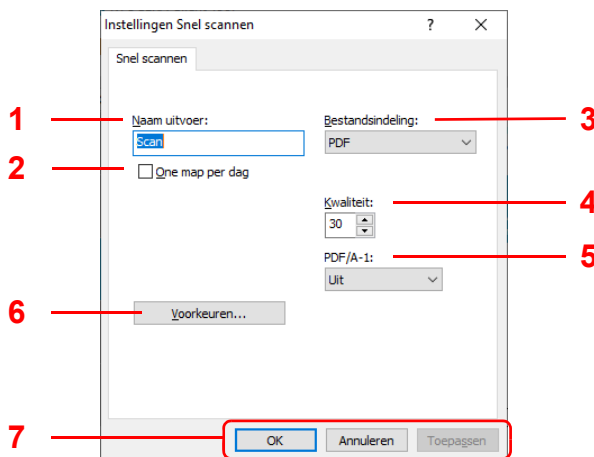 Instellingen Snel scannen ? ×
Snel scannen
1 Naam uitvoer: Bestandsindeling: 3
Scan PDF
2 One map per dag
Kwaliteit: 4
30
PDF/A-1: 5
Uit
6 Voorkeuren...
7 OK Annuleren Toepassen